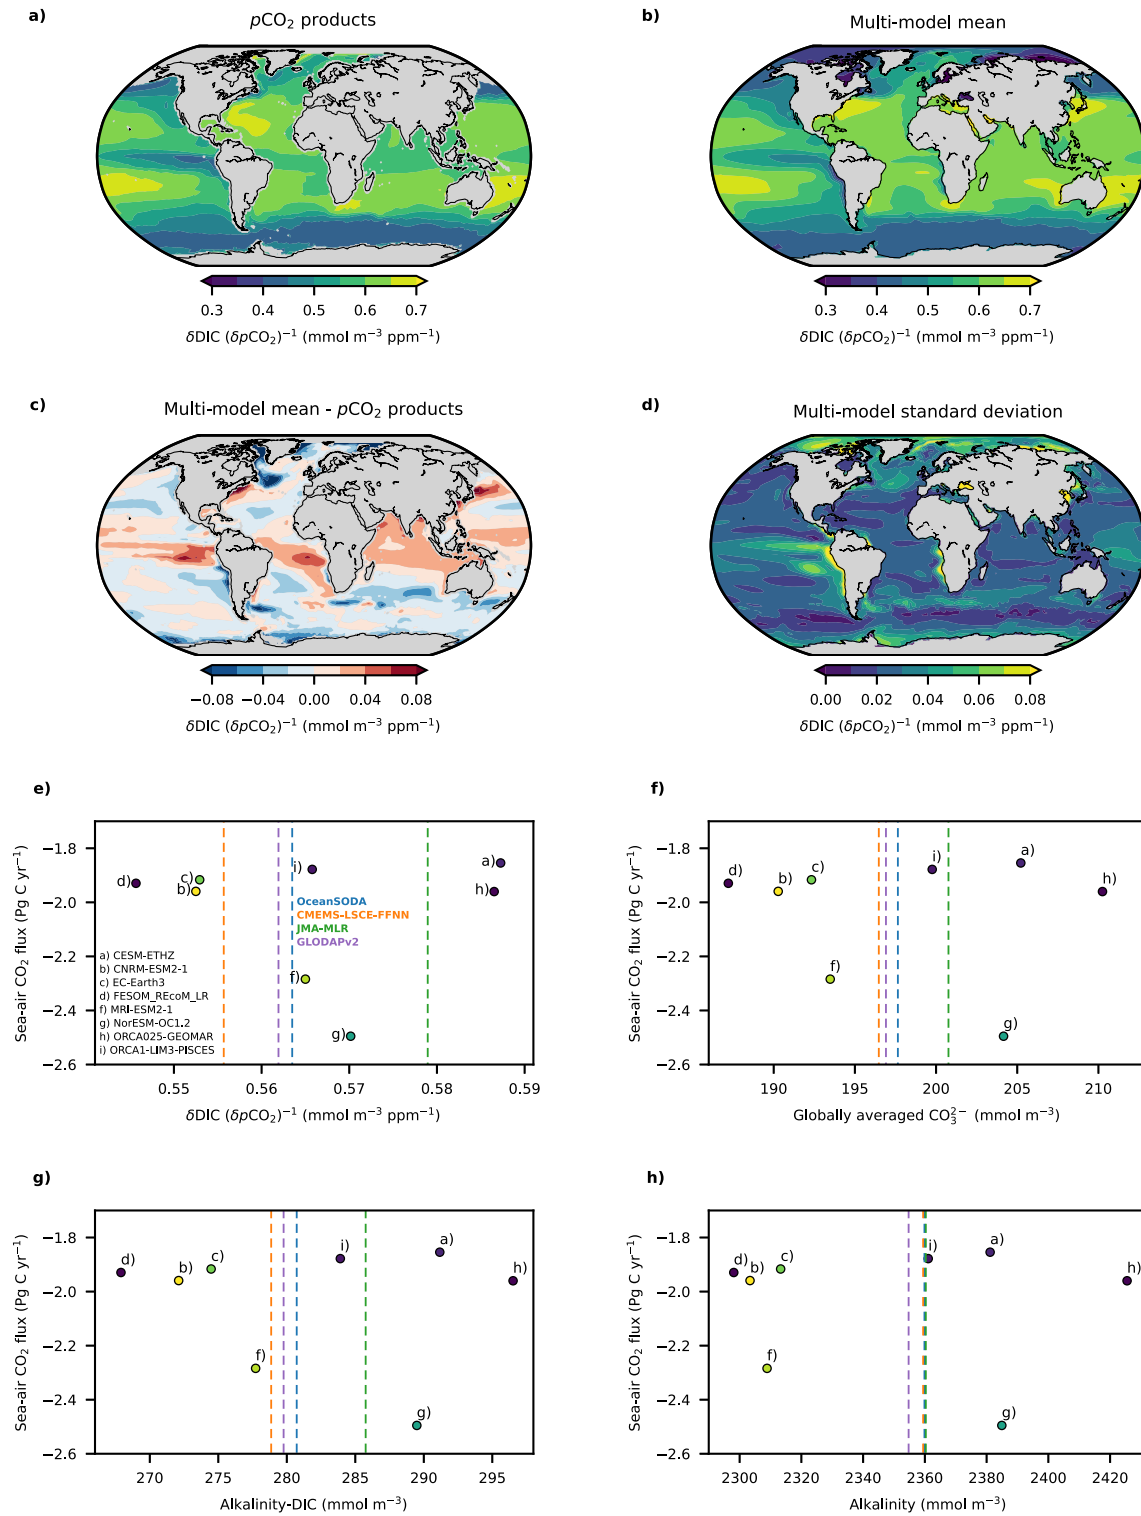 a)
pCO₂ products
0.3 0.4 0.5 0.6 0.7
δDIC (δpCO₂)⁻¹ (mmol m⁻³ ppm⁻¹)
b)
Multi-model mean
0.3 0.4 0.5 0.6 0.7
δDIC (δpCO₂)⁻¹ (mmol m⁻³ ppm⁻¹)
c)
Multi-model mean - pCO₂ products
−0.08 −0.04 0.00 0.04 0.08
δDIC (δpCO₂)⁻¹ (mmol m⁻³ ppm⁻¹)
d)
Multi-model standard deviation
0.00 0.02 0.04 0.06 0.08
δDIC (δpCO₂)⁻¹ (mmol m⁻³ ppm⁻¹)
e)
Sea-air CO₂ flux (Pg C yr⁻¹)
−1.8
−2.0
−2.2
−2.4
−2.6
a)
i)
c)
d)
b)
h)
f)
g)
OceanSODA
CMEMS-LSCE-FFNN
JMA-MLR
GLODAPv2
a) CESM-ETHZ
b) CNRM-ESM2-1
c) EC-Earth3
d) FESOM_REcoM_LR
f) MRI-ESM2-1
g) NorESM-OC1.2
h) ORCA025-GEOMAR
i) ORCA1-LIM3-PISCES
0.55 0.56 0.57 0.58 0.59
δDIC (δpCO₂)⁻¹ (mmol m⁻³ ppm⁻¹)
f)
Sea-air CO₂ flux (Pg C yr⁻¹)
−1.8
−2.0
−2.2
−2.4
−2.6
a)
i)
c)
d)
b)
h)
f)
g)
190 195 200 205 210
Globally averaged CO₃²⁻ (mmol m⁻³)
g)
Sea-air CO₂ flux (Pg C yr⁻¹)
−1.8
−2.0
−2.2
−2.4
−2.6
a)
i)
c)
d)
b)
h)
f)
g)
270 275 280 285 290 295
Alkalinity-DIC (mmol m⁻³)
h)
Sea-air CO₂ flux (Pg C yr⁻¹)
−1.8
−2.0
−2.2
−2.4
−2.6
a)
i)
c)
d)
b)
h)
f)
g)
2300 2320 2340 2360 2380 2400 2420
Alkalinity (mmol m⁻³)